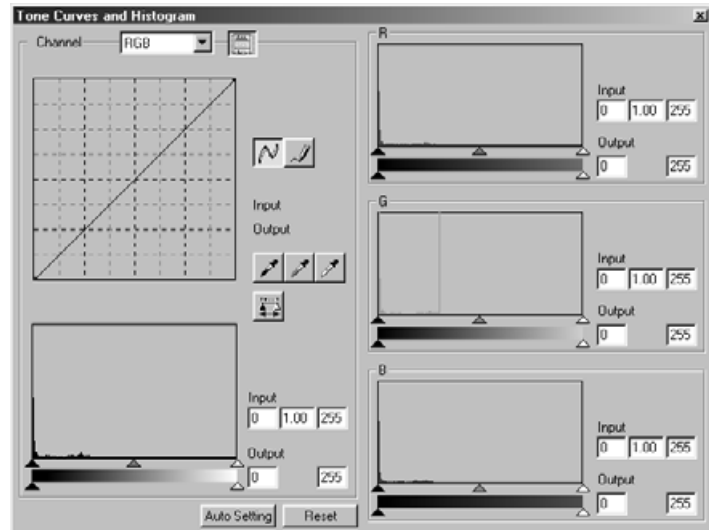 Tone Curves and Histogram
Channel
RGB
Input
Output
Input
0 1.00 255
Output
0 255
Auto Setting Reset
R
Input
0 1.00 255
Output
0 255
G
Input
0 1.00 255
Output
0 255
B
Input
0 1.00 255
Output
0 255